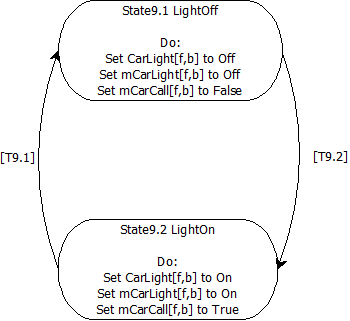 State9.1 LightOff
Do:
Set CarLight[f,b] to Off
Set mCarLight[f,b] to Off
Set mCarCall[f,b] to False
[T9.1]
[T9.2]
State9.2 LightOn
Do:
Set CarLight[f,b] to On
Set mCarLight[f,b] to On
Set mCarCall[f,b] to True